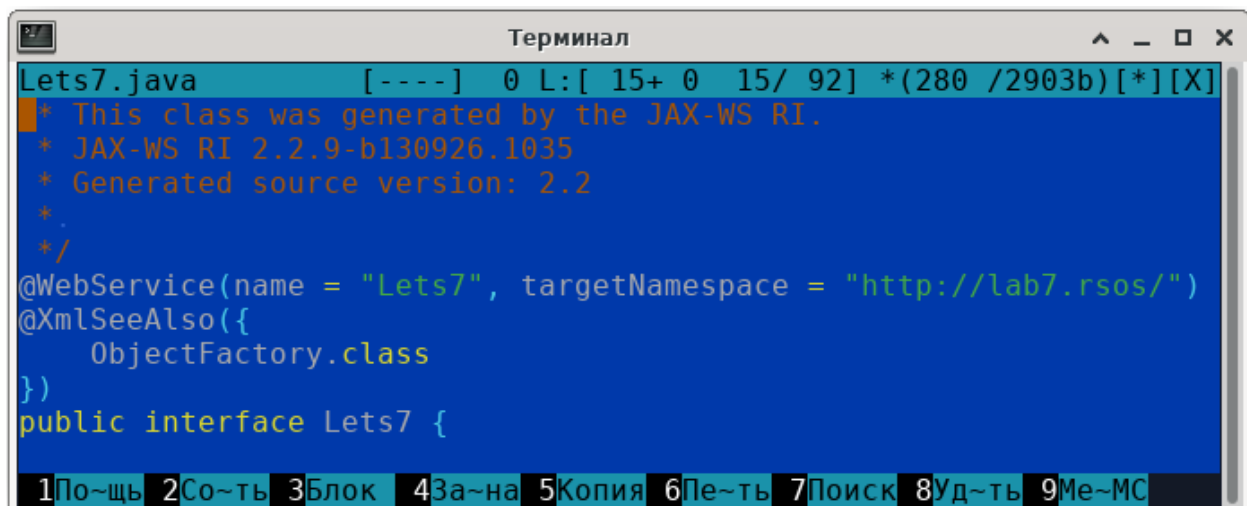 Терминал
Lets7.java [----] 0 L:[ 15+ 0 15/ 92] *(280 /2903b)[*][X]
* This class was generated by the JAX-WS RI.
* JAX-WS RI 2.2.9-b130926.1035
* Generated source version: 2.2
*.
*/
@WebService(name = "Lets7", targetNamespace = "http://lab7.rsos/")
@XmlSeeAlso({
    ObjectFactory.class
})
public interface Lets7 {
1По~щь 2Со~ть 3Блок 4За~на 5Копия 6Пе~ть 7Поиск 8Уд~ть 9Ме~МС